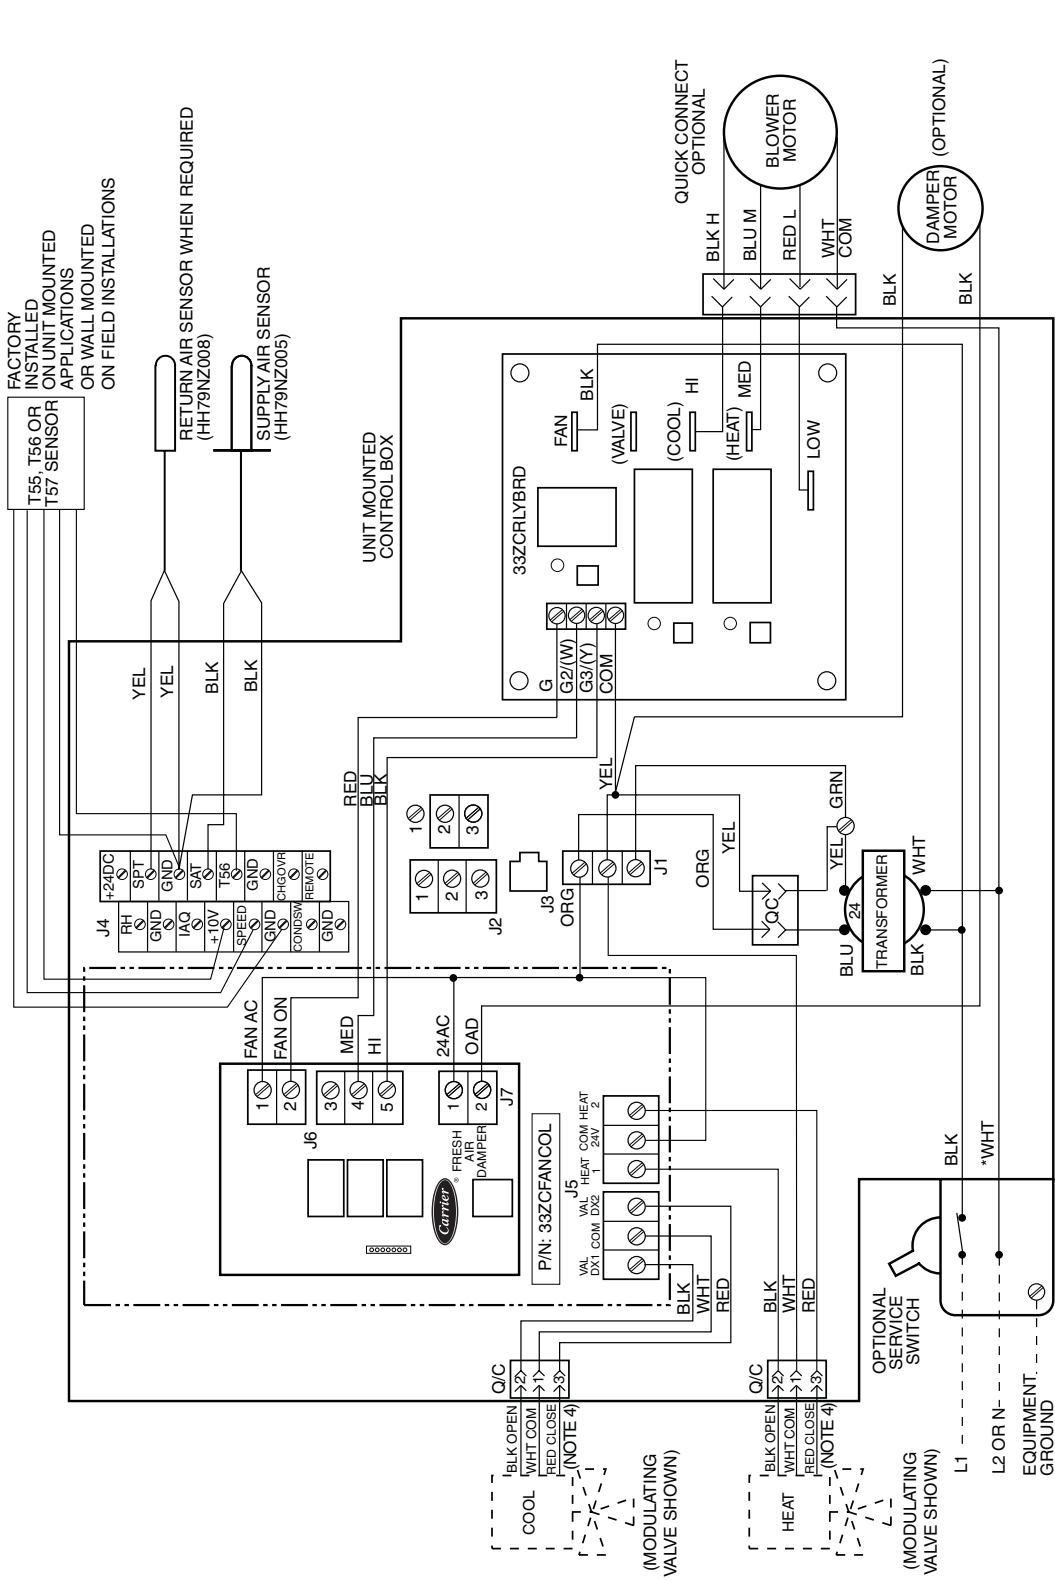 FACTORY
INSTALLED
ON UNIT MOUNTED
APPLICATIONS
OR WALL MOUNTED
ON FIELD INSTALLATIONS
T55, T56 OR
T57 SENSOR
RETURN AIR SENSOR WHEN REQUIRED
(HH79NZ008)
SUPPLY AIR SENSOR
(HH79NZ005)
UNIT MOUNTED
CONTROL BOX
QUICK CONNECT
OPTIONAL
BLOWER
MOTOR
BLK H
BLU M
RED L
WHT
COM
DAMPER
MOTOR
(OPTIONAL)
BLK
BLK
YEL
YEL
BLK
BLK
33ZCRLYBRD
FAN
BLK
(VALVE)
(COOL)
HI
(HEAT)
MED
LOW
G
G2/(W)
G3/(Y)
COM
RED
BLU
BLK
J4
+24DC
SPT
GND
SAT
T56
GND
CHGOVR
REMOTE
RH
GND
IAQ
+10V
SPEED
GND
CONDSW
GND
1
2
3
1
2
3
J2
J3
J1
ORG
YEL
ORG
YEL
QC
YEL
GRN
BLU
24
TRANSFORMER
WHT
BLK
FAN AC
FAN ON
MED
HI
24AC
OAD
1
2
3
4
5
J6
1
2
J7
FRESH
AIR
DAMPER
Carrier
®
P/N: 33ZCFANCOL
J5
VAL
DX1
COM
VAL
DX2
HEAT
1
COM
24V
HEAT
2
BLK
WHT
RED
BLK
WHT
RED
Q/C
2
1
3
Q/C
2
1
3
BLK OPEN
WHT COM
RED CLOSE
(NOTE 4)
COOL
(MODULATING
VALVE SHOWN)
BLK OPEN
WHT COM
RED CLOSE
(NOTE 4)
HEAT
(MODULATING
VALVE SHOWN)
OPTIONAL
SERVICE
SWITCH
BLK
*WHT
L1
L2 OR N
EQUIPMENT
GROUND